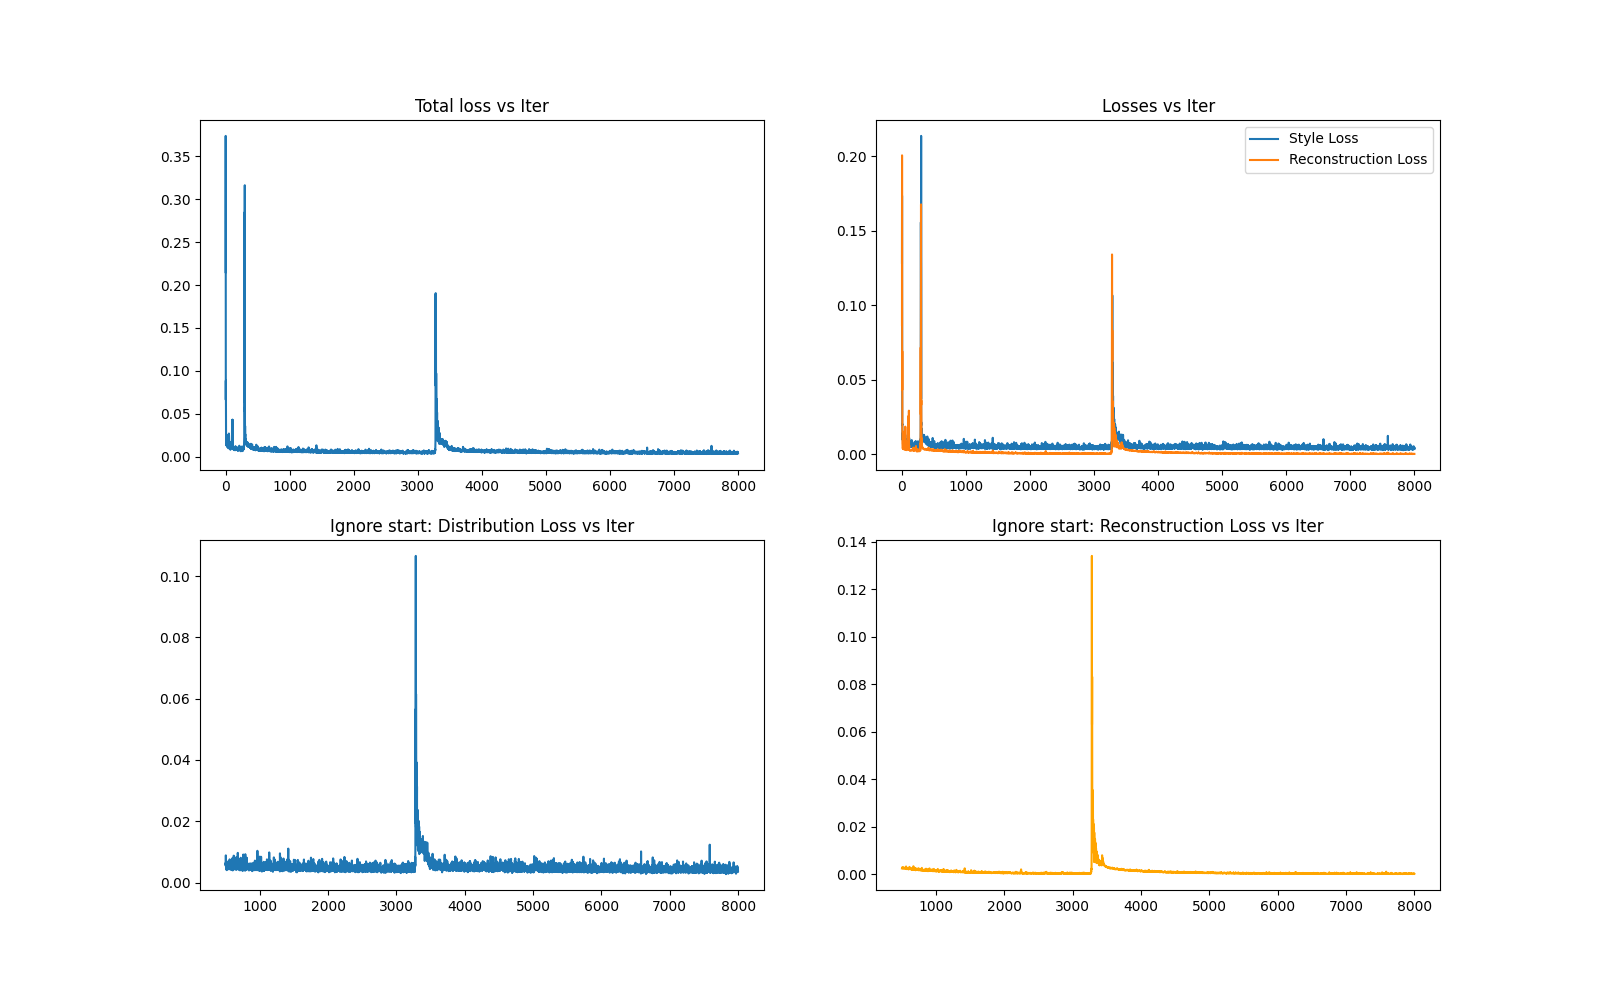 Total loss vs Iter
0.35
0.30
0.25
0.20
0.15
0.10
0.05
0.00
0 1000 2000 3000 4000 5000 6000 7000 8000
Losses vs Iter
Style Loss
Reconstruction Loss
0.20
0.15
0.10
0.05
0.00
0 1000 2000 3000 4000 5000 6000 7000 8000
Ignore start: Distribution Loss vs Iter
0.10
0.08
0.06
0.04
0.02
0.00
1000 2000 3000 4000 5000 6000 7000 8000
Ignore start: Reconstruction Loss vs Iter
0.14
0.12
0.10
0.08
0.06
0.04
0.02
0.00
1000 2000 3000 4000 5000 6000 7000 8000